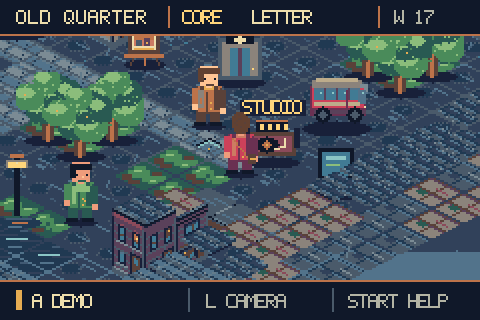 OLD QUARTER CORE LETTER W 17
STUDIO
A DEMO L CAMERA START HELP